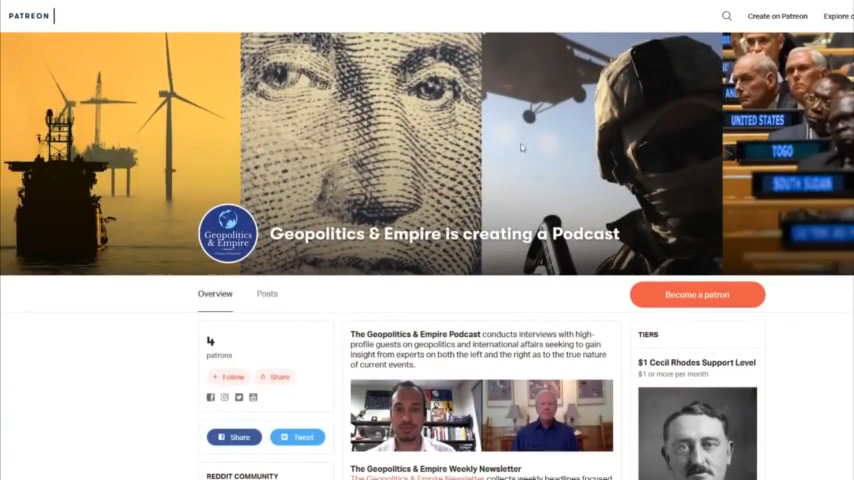 PATREON
Create on Patreon
Explore c
UNITED STATES
TOGO
SOUTH SUDAN
Geopolitics
& Empire
Geopolitics & Empire is creating a Podcast
Overview
Posts
Become a patron
4
patrons
+ Follow
Share
Share
Tweet
REDDIT COMMUNITY
The Geopolitics & Empire Podcast conducts interviews with high-
profile guests on geopolitics and international affairs seeking to gain
insight from experts on both the left and the right as to the true nature
of current events.
The Geopolitics & Empire Weekly Newsletter
The Geopolitics & Empire Newsletter collects weekly headlines focused
TIERS
$1 Cecil Rhodes Support Level
$1 or more per month